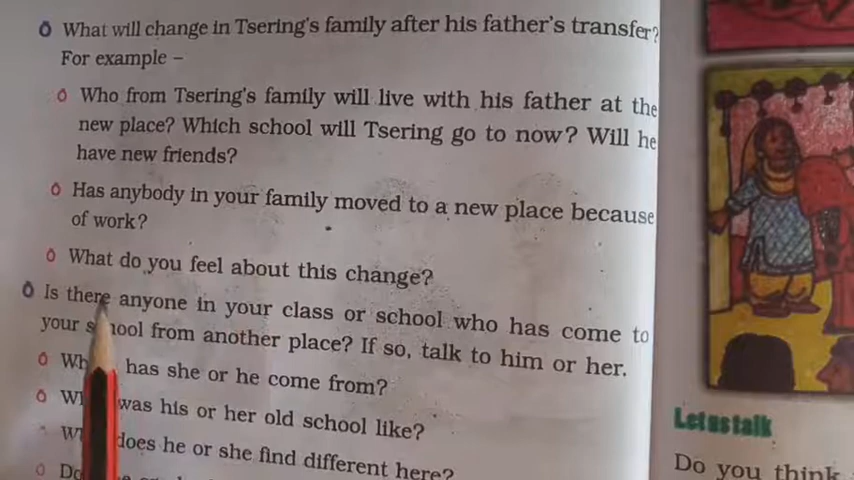 What will change in Tsering's family after his father's transfer?
For example –
Who from Tsering's family will live with his father at the
new place? Which school will Tsering go to now? Will he
have new friends?
Has anybody in your family moved to a new place because
of work?
What do you feel about this change?
Is there anyone in your class or school who has come to
your school from another place? If so, talk to him or her.
has she or he come from?
was his or her old school like?
does he or she find different here?
Let us talk
Do you think